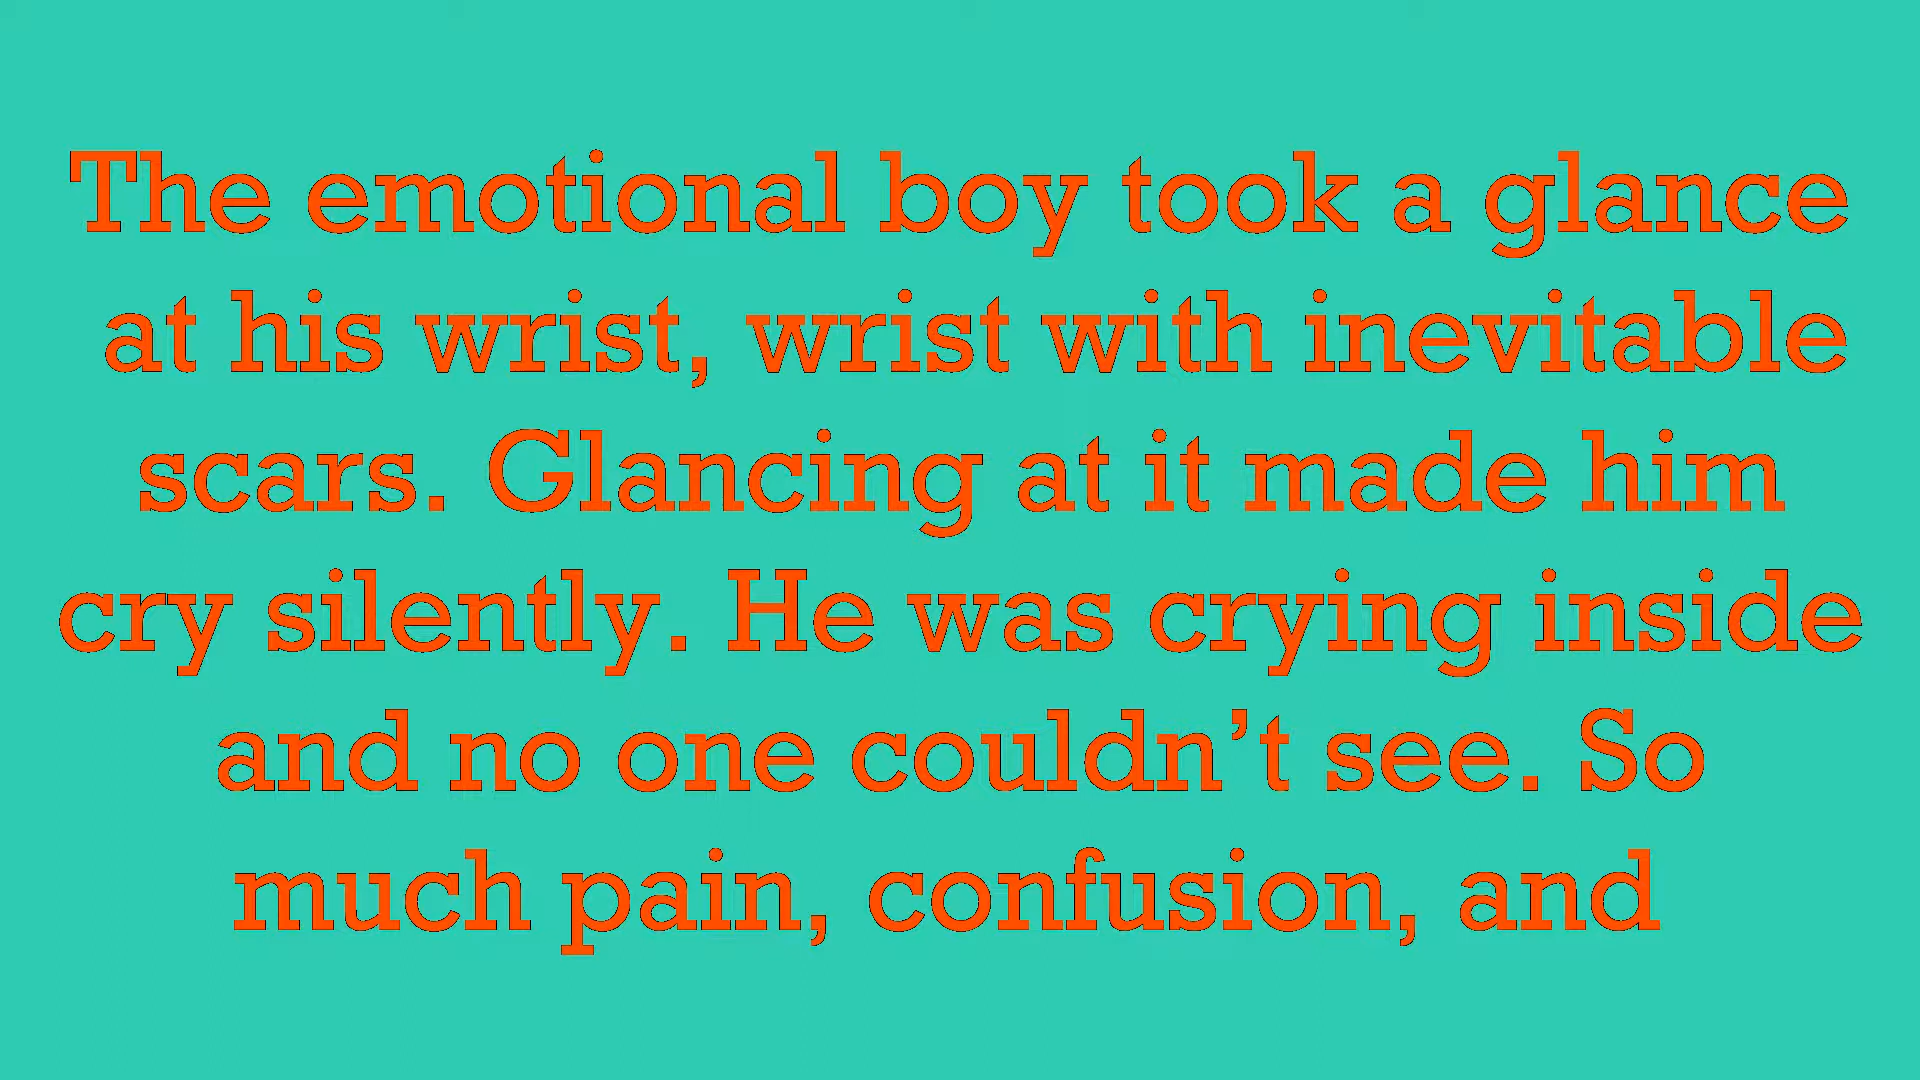 The emotional boy took a glance
at his wrist, wrist with inevitable
scars. Glancing at it made him
cry silently. He was crying inside
and no one couldn’t see. So
much pain, confusion, and